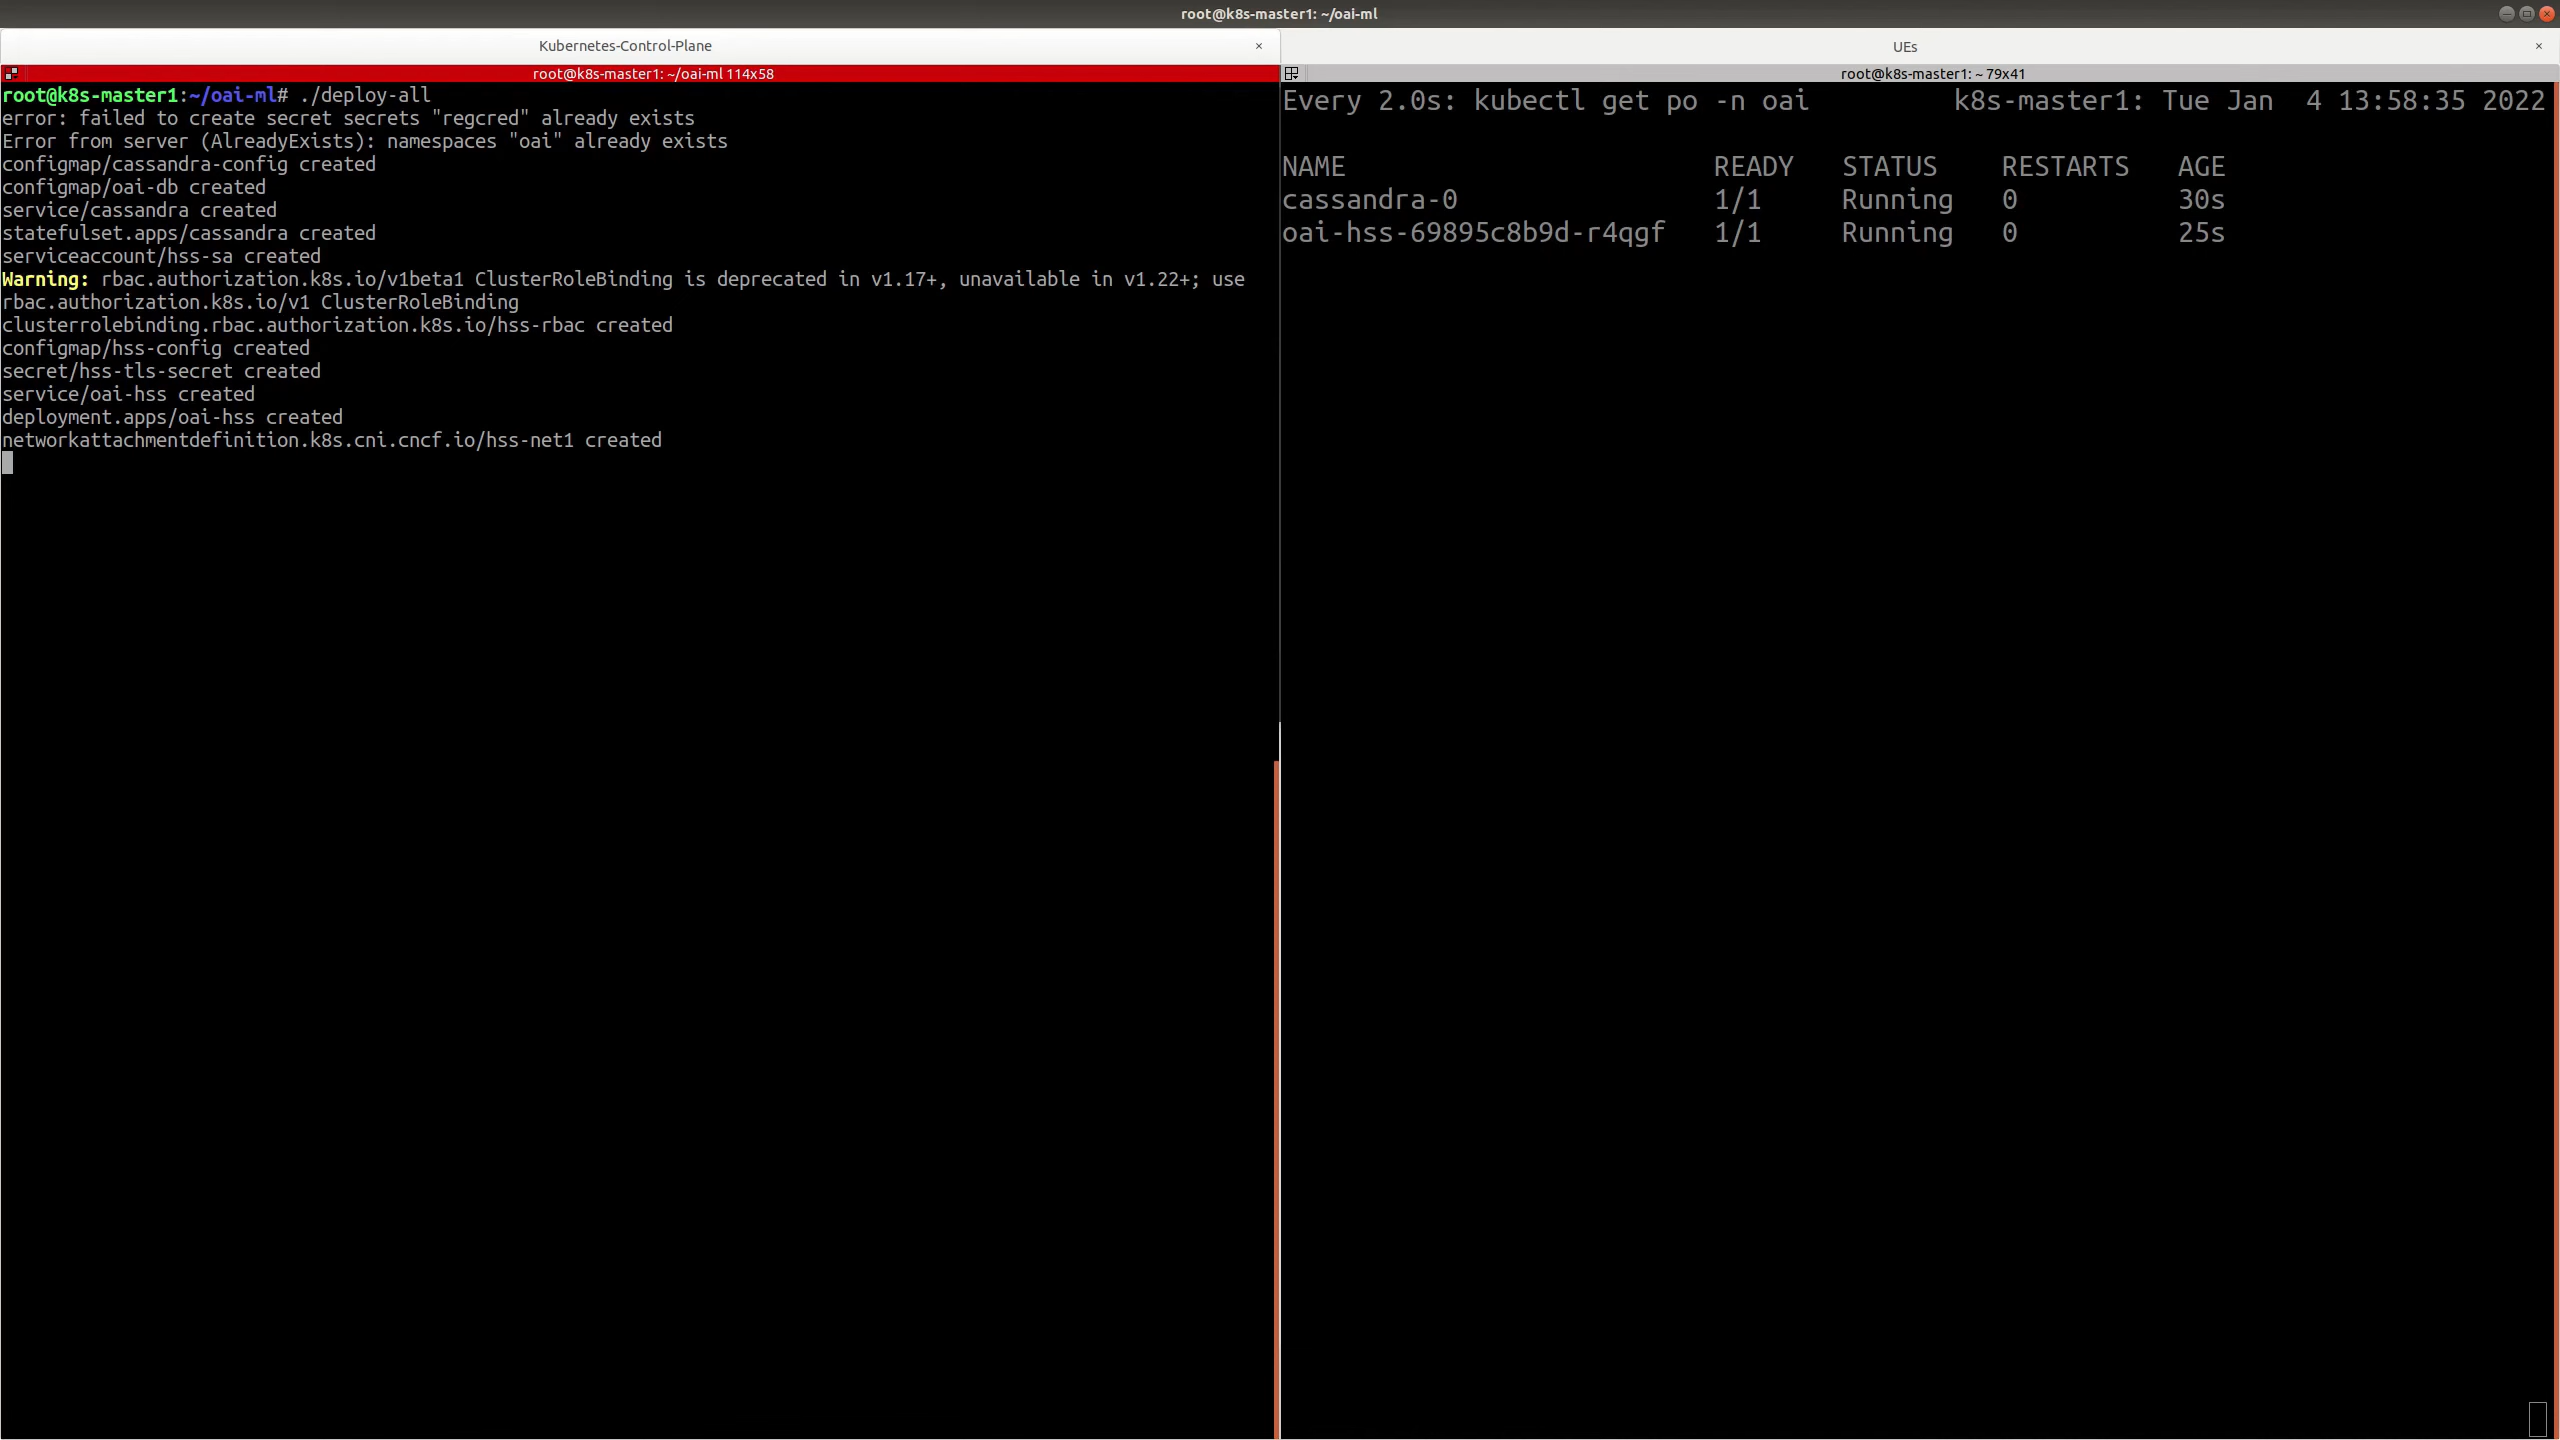 root@k8s-master1: ~/oai-ml
Kubernetes-Control-Plane ×
root@k8s-master1: ~/oai-ml 114x58
root@k8s-master1:~/oai-ml# ./deploy-all
error: failed to create secret secrets "regcred" already exists
Error from server (AlreadyExists): namespaces "oai" already exists
configmap/cassandra-config created
configmap/oai-db created
service/cassandra created
statefulset.apps/cassandra created
serviceaccount/hss-sa created
Warning: rbac.authorization.k8s.io/v1beta1 ClusterRoleBinding is deprecated in v1.17+, unavailable in v1.22+; use
rbac.authorization.k8s.io/v1 ClusterRoleBinding
clusterrolebinding.rbac.authorization.k8s.io/hss-rbac created
configmap/hss-config created
secret/hss-tls-secret created
service/oai-hss created
deployment.apps/oai-hss created
networkattachmentdefinition.k8s.cni.cncf.io/hss-net1 created
UEs ×
root@k8s-master1: ~ 79x41
Every 2.0s: kubectl get po -n oai         k8s-master1: Tue Jan  4 13:58:35 2022
NAME                       READY   STATUS    RESTARTS   AGE
cassandra-0                1/1     Running   0          30s
oai-hss-69895c8b9d-r4qgf   1/1     Running   0          25s